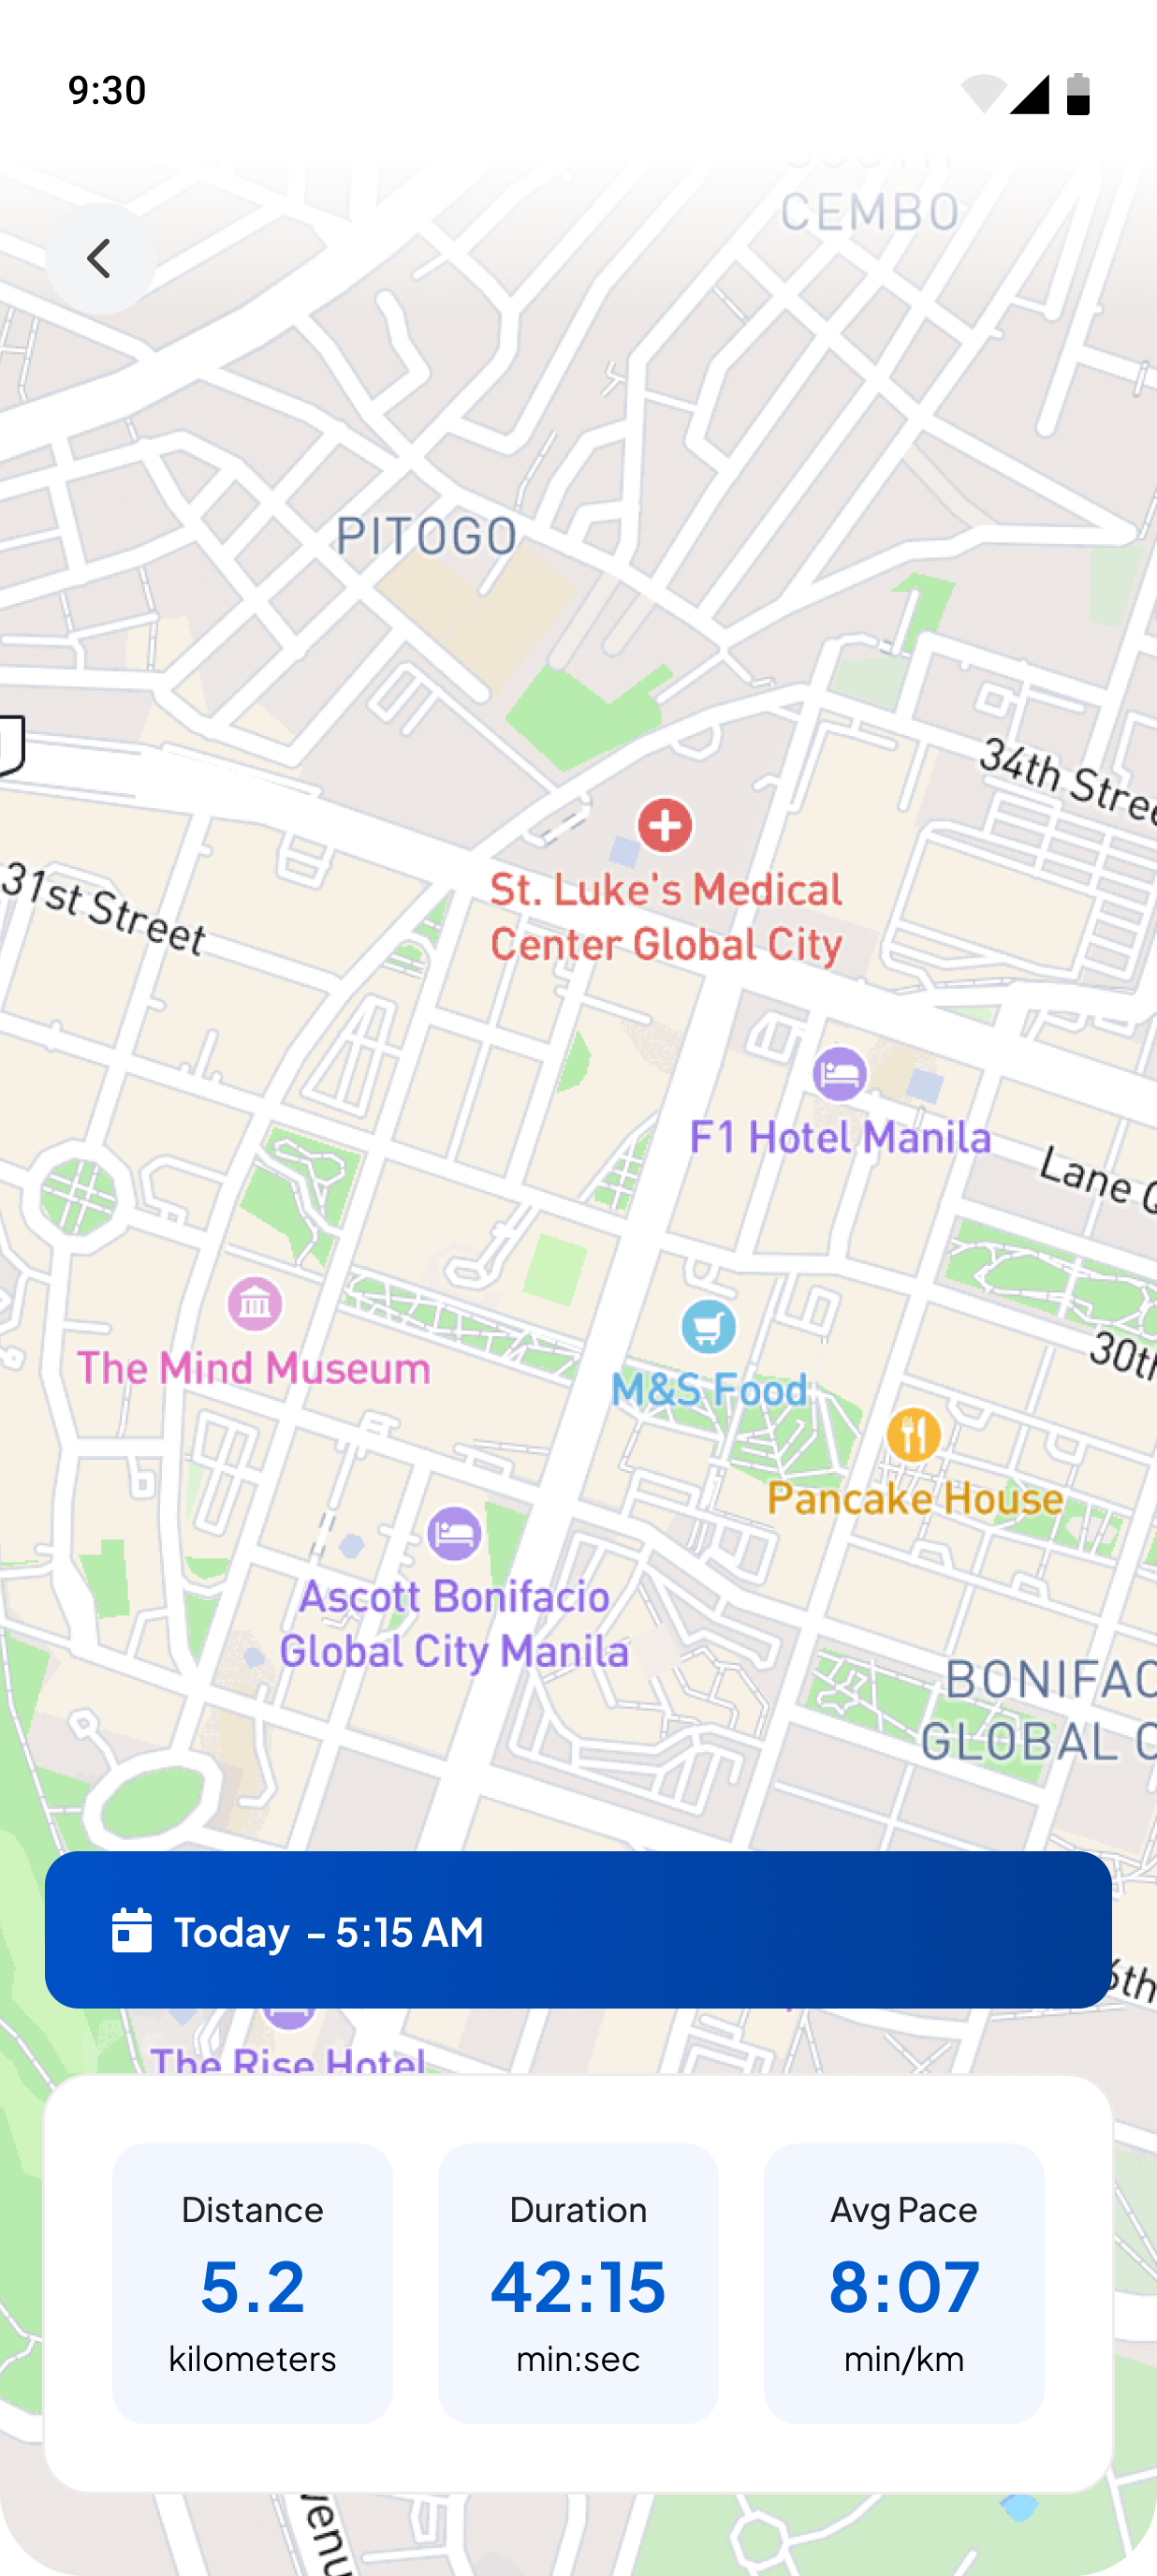 9:30
CEMBO
PITOGO
34th
31st Street
St. Luke's Medical
Center Global City
F1 Hotel Manila
Lane
The Mind Museum
M&S Food
30th
Pancake House
Ascott Bonifacio
Global City Manila
GLOBAL
Today - 5:15 AM
The Rise Hotel
Distance
5.2
kilometers
Duration
42:15
min:sec
Avg Pace
8:07
min/km